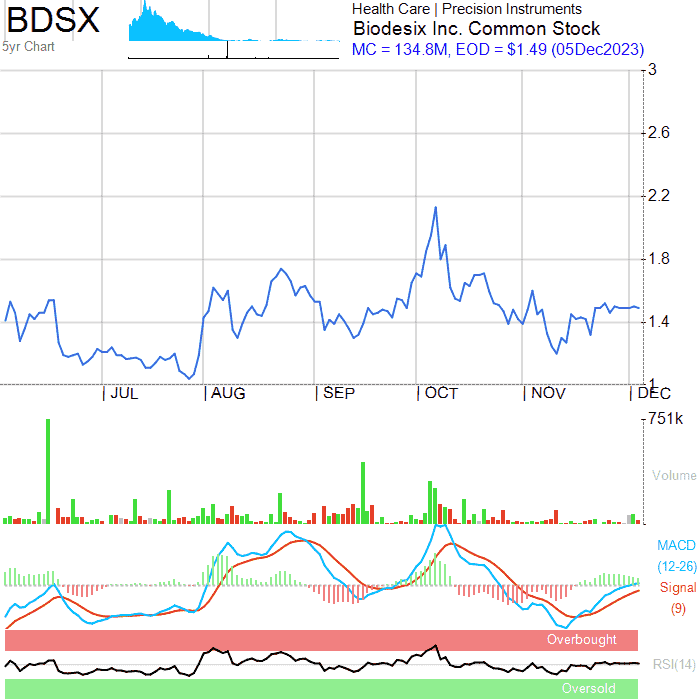 BDSX
5yr Chart
Health Care | Precision Instruments
Biodesix Inc. Common Stock
MC = 134.8M, EOD = $1.49 (05Dec2023)
3
2.6
2.2
1.8
1.4
1
| JUL | AUG | SEP | OCT | NOV | DEC
751k
Volume
MACD
(12-26)
Signal
(9)
Overbought
RSI(14)
Oversold